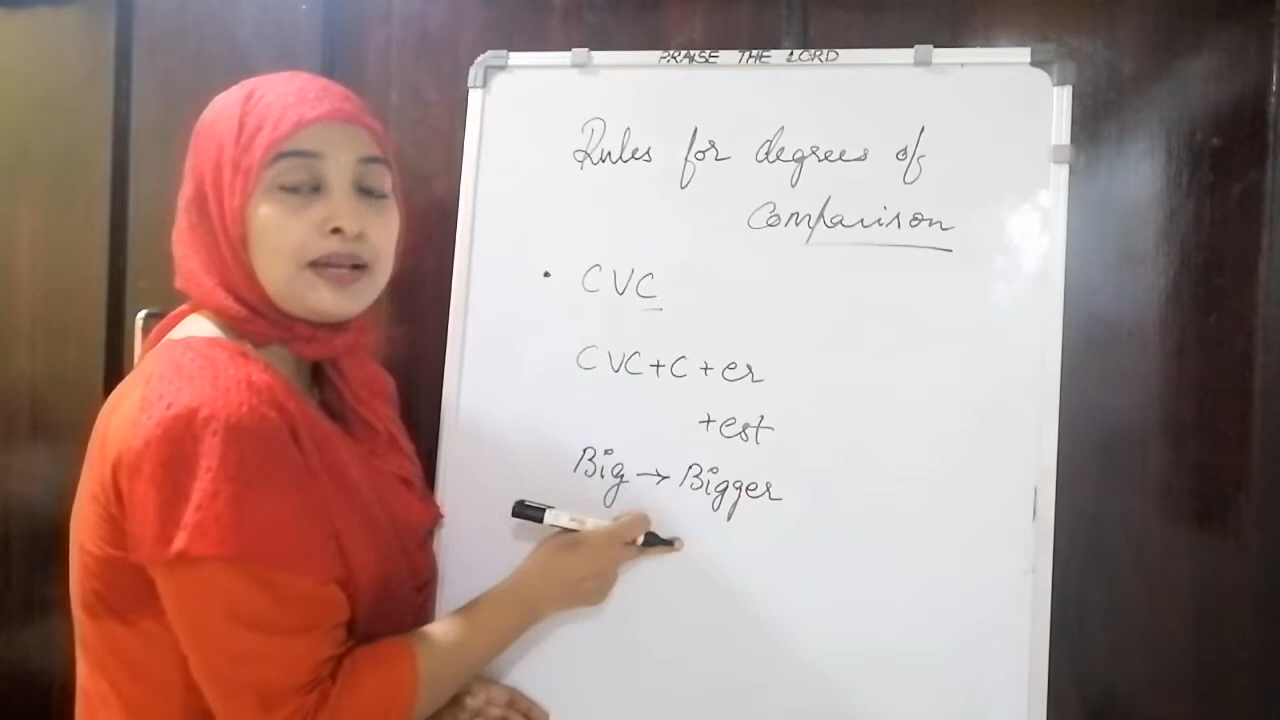 PRAISE THE LORD
Rules for degrees of
Comparison
• CVC
CVC+C+er
+est
Big → Bigger